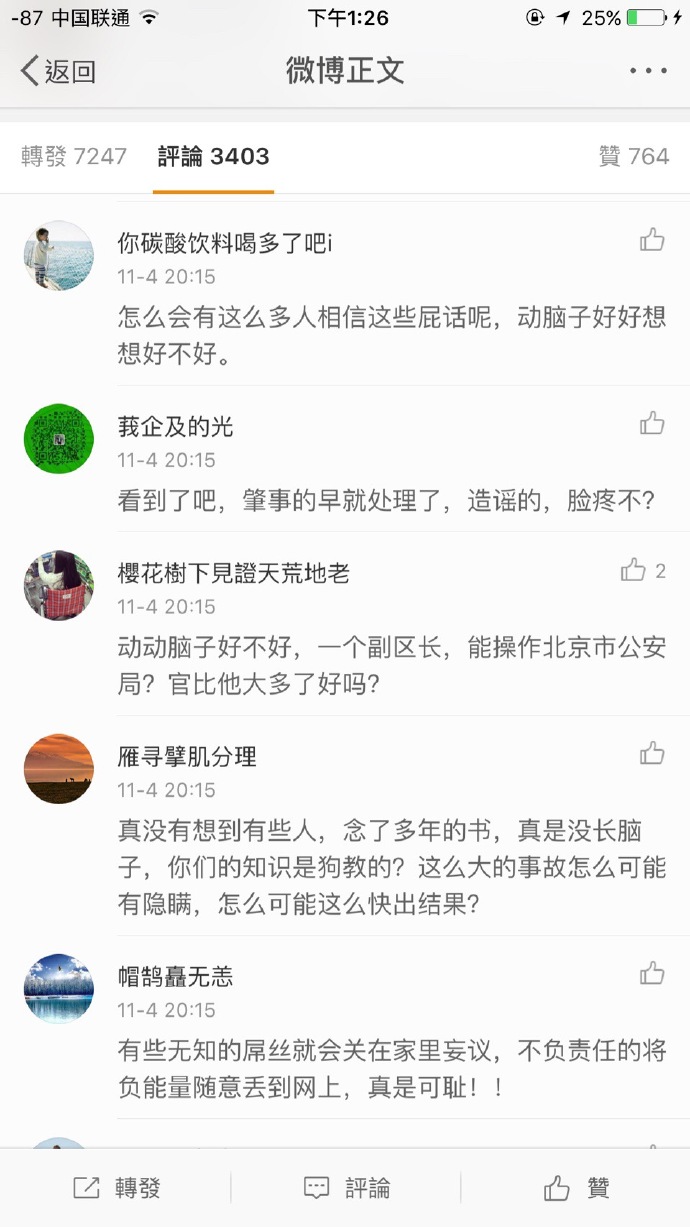 -87 中国联通 下午1:26 25%
返回 微博正文
轉發 7247 評論 3403 贊 764
你碳酸饮料喝多了吧i
11-4 20:15
怎么会有这么多人相信这些屁话呢，动脑子好好想
想好不好。
莪企及的光
11-4 20:15
看到了吧，肇事的早就处理了，造谣的，脸疼不？
櫻花樹下見證天荒地老
2
11-4 20:15
动动脑子好不好，一个副区长，能操作北京市公安
局？官比他大多了好吗？
雁寻擘肌分理
11-4 20:15
真没有想到有些人，念了多年的书，真是没长脑
子，你们的知识是狗教的？这么大的事故怎么可能
有隐瞒，怎么可能这么快出结果？
帽鹄矗无恙
11-4 20:15
有些无知的屌丝就会关在家里妄议，不负责任的将
负能量随意丢到网上，真是可耻！！
轉發 評論 贊